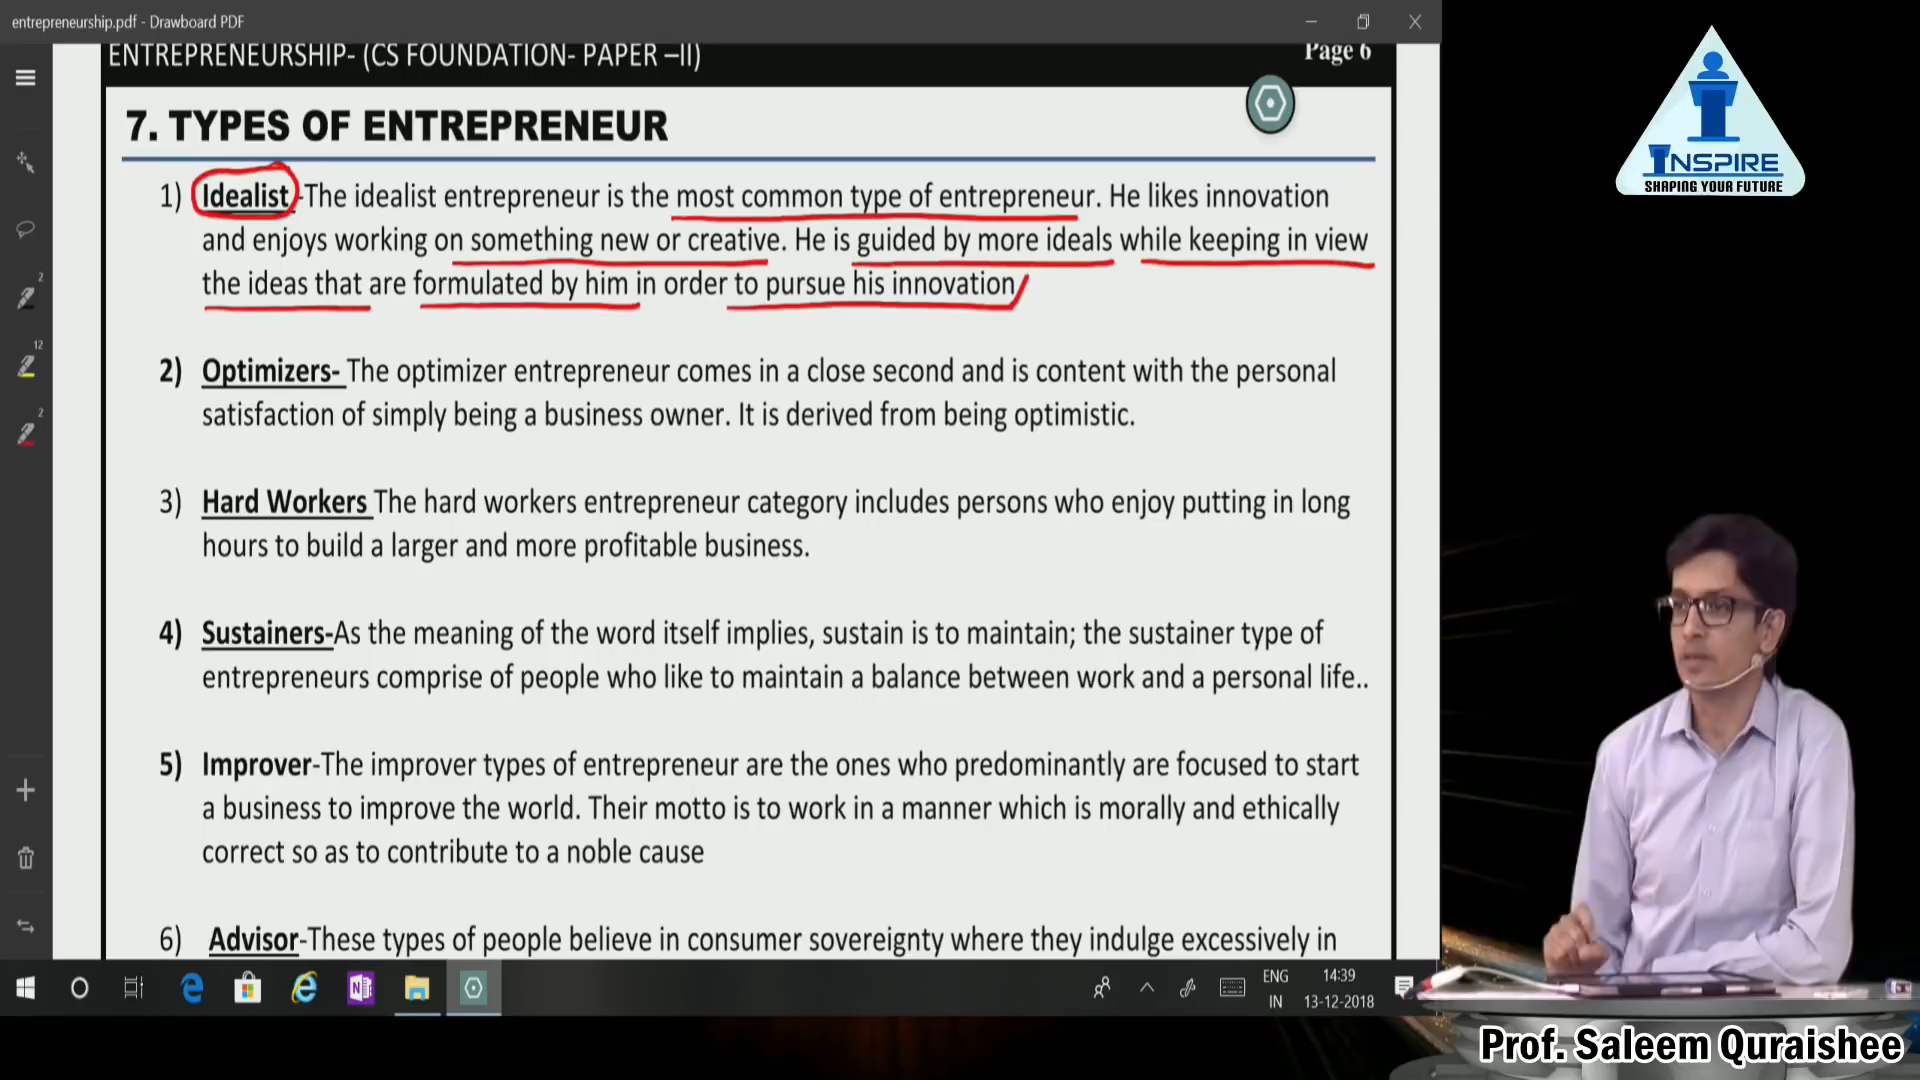 entrepreneurship.pdf - Drawboard PDF
ENTREPRENEURSHIP- (CS FOUNDATION- PAPER –II)
Page 6
7. TYPES OF ENTREPRENEUR
1) Idealist-The idealist entrepreneur is the most common type of entrepreneur. He likes innovation
and enjoys working on something new or creative. He is guided by more ideals while keeping in view
the ideas that are formulated by him in order to pursue his innovation
2) Optimizers- The optimizer entrepreneur comes in a close second and is content with the personal
satisfaction of simply being a business owner. It is derived from being optimistic.
3) Hard Workers The hard workers entrepreneur category includes persons who enjoy putting in long
hours to build a larger and more profitable business.
4) Sustainers-As the meaning of the word itself implies, sustain is to maintain; the sustainer type of
entrepreneurs comprise of people who like to maintain a balance between work and a personal life..
5) Improver-The improver types of entrepreneur are the ones who predominantly are focused to start
a business to improve the world. Their motto is to work in a manner which is morally and ethically
correct so as to contribute to a noble cause
6) Advisor-These types of people believe in consumer sovereignty where they indulge excessively in
2
12
2
ENG
IN
14:39
13-12-2018
INSPIRE
SHAPING YOUR FUTURE
Prof. Saleem Quraishee